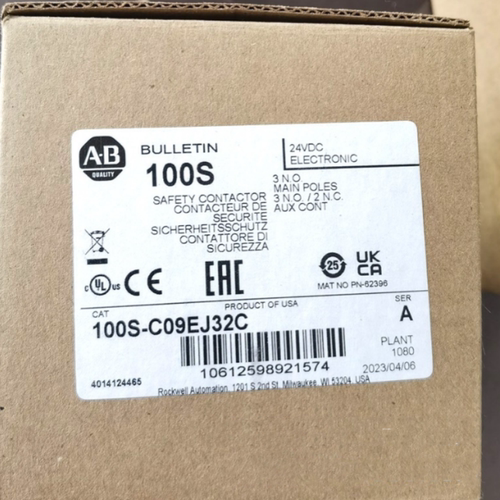 A-B
QUALITY
BULLETIN
100S
24VDC
ELECTRONIC
SAFETY CONTACTOR
CONTACTEUR DE
SECURITE
SICHERHEITSSCHUTZ
CONTATTORE DI
SICUREZZA
3 N.O.
MAIN POLES
3 N.O. / 2 N.C.
AUX CONT
c UL us CE EAC
25
UK
CA
MAT NO PN-62396
PRODUCT OF USA
CAT
100S-C09EJ32C
SER
A
10612598921574
PLANT
1080
4014124465
2023/04/06
Rockwell Automation, 1201 S 2nd St, Milwaukee, WI 53204, USA